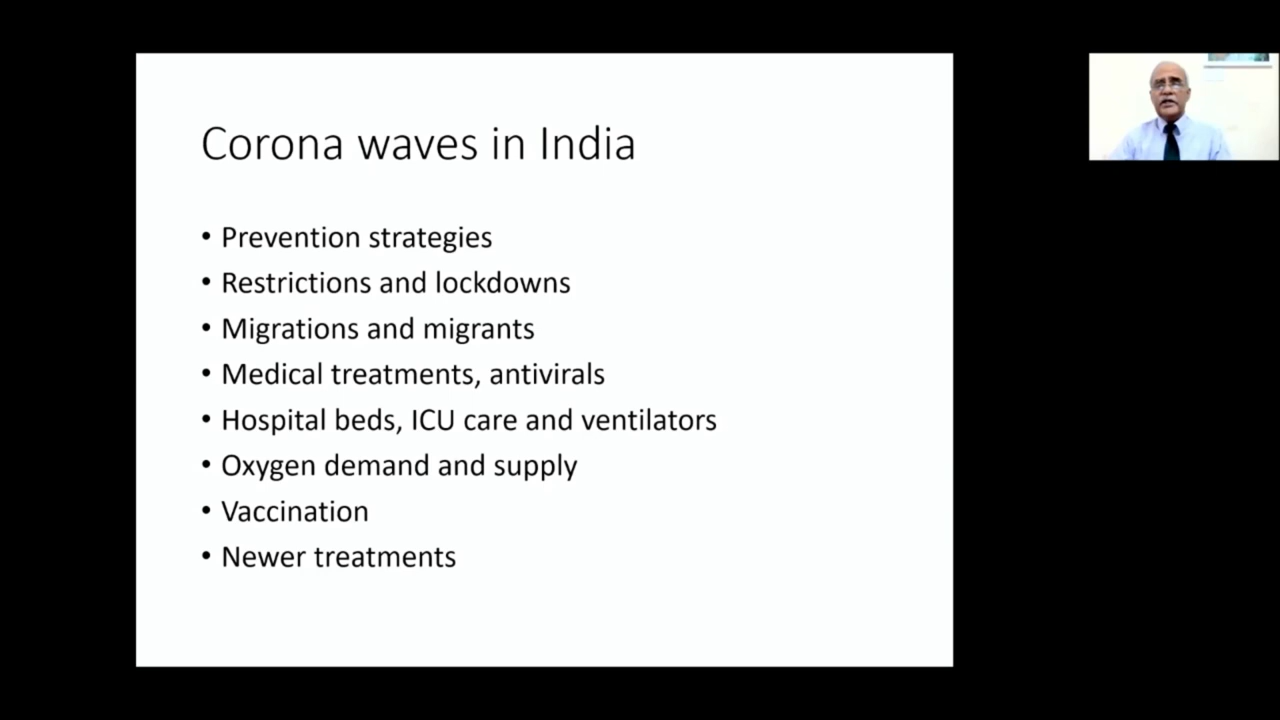 Corona waves in India
• Prevention strategies
• Restrictions and lockdowns
• Migrations and migrants
• Medical treatments, antivirals
• Hospital beds, ICU care and ventilators
• Oxygen demand and supply
• Vaccination
• Newer treatments